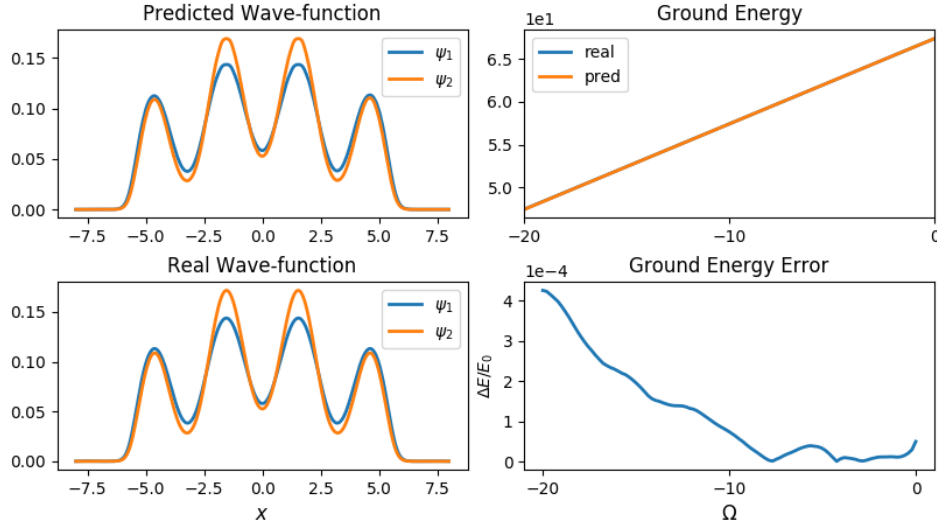 Predicted Wave-function
0.15
0.10
0.05
0.00
ψ1
ψ2
−7.5 −5.0 −2.5 0.0 2.5 5.0 7.5
Ground Energy
6e1
6.5
6.0
5.5
5.0
real
pred
−20 −10 0
Real Wave-function
0.15
0.10
0.05
0.00
ψ1
ψ2
−7.5 −5.0 −2.5 0.0 2.5 5.0 7.5
x
Ground Energy Error
1e−4
ΔE/E0
4
3
2
1
0
−20 −10 0
Ω